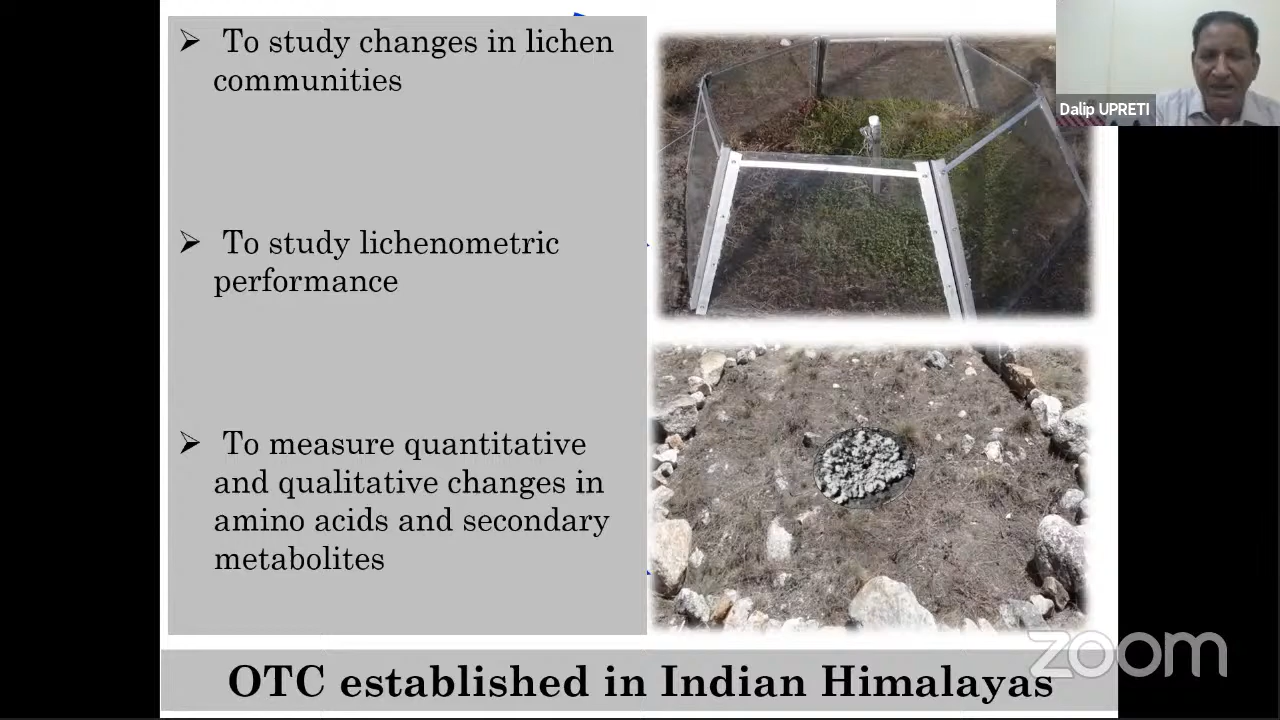 ➢ To study changes in lichen
communities
➢ To study lichenometric
performance
➢ To measure quantitative
and qualitative changes in
amino acids and secondary
metabolites
Dalip UPRETI
OTC established in Indian Himalayas
zoom